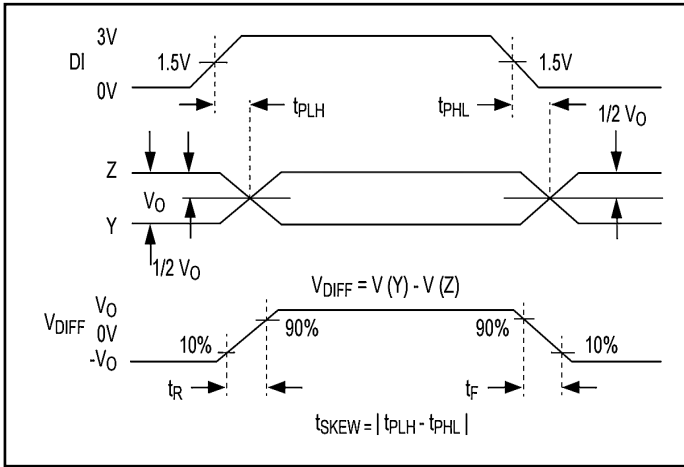 3V
DI 1.5V 1.5V
0V
tPLH tPHL 1/2 VO
Z
VO
Y
1/2 VO
VDIFF = V (Y) - V (Z)
VO
VDIFF 0V 90% 90%
10% 10%
-VO
tR tF
tSKEW = | tPLH - tPHL |